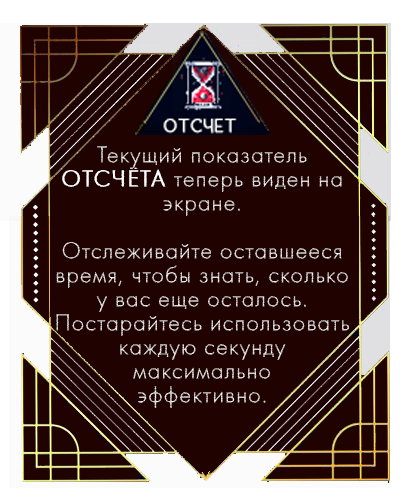 ОТСЧЕТ
Текущий показатель
ОТСЧЁТА теперь виден на
экране.
Отслеживайте оставшееся
время, чтобы знать, сколько
у вас еще осталось.
Постарайтесь использовать
каждую секунду
максимально
эффективно.